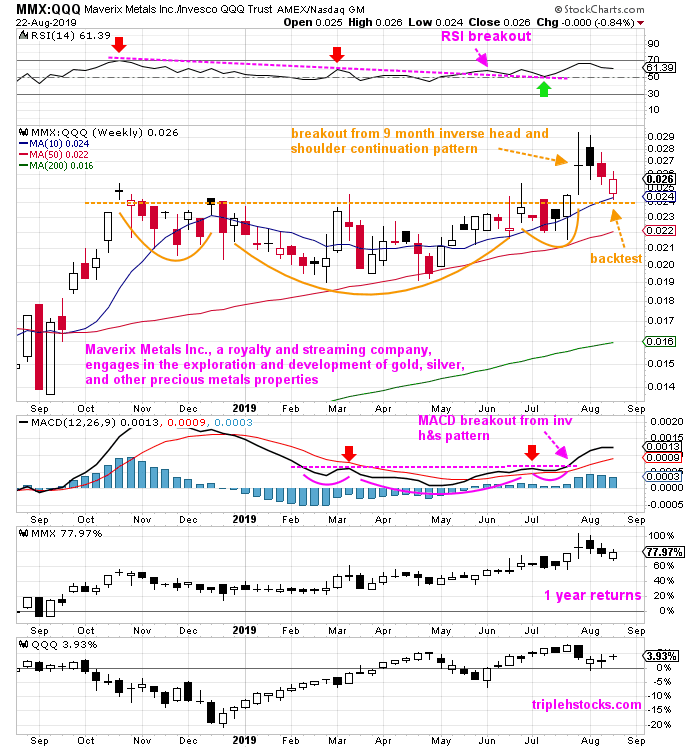 MMX:QQQ Maverix Metals Inc./Invesco QQQ Trust AMEX/Nasdaq GM © StockCharts.com
22-Aug-2019 Open 0.025 High 0.026 Low 0.024 Close 0.026 Chg -0.000 (-0.84%)
RSI(14) 61.39
RSI breakout
90
70
61.39
50
30
10
MMX:QQQ (Weekly) 0.026
MA(10) 0.024
MA(50) 0.022
MA(200) 0.016
breakout from 9 month inverse head and
shoulder continuation pattern
0.029
0.027
0.026
0.025
0.024
0.024
0.023
0.022
0.021
0.020
0.019
0.018
0.017
0.016
0.015
0.014
backtest
Maverix Metals Inc., a royalty and streaming company,
engages in the exploration and development of gold, silver,
and other precious metals properties
Sep Oct Nov Dec 2019 Feb Mar Apr May Jun Jul Aug Sep
MACD(12,26,9) 0.0013, 0.0009, 0.0003
MACD breakout from inv
h&s pattern
0.0020
0.0015
0.0013
0.0009
0.0005
0.0003
0.0000
-0.0005
Sep Oct Nov Dec 2019 Feb Mar Apr May Jun Jul Aug Sep
MMX 77.97%
100%
77.97%
60%
40%
20%
0%
1 year returns
Sep Oct Nov Dec 2019 Feb Mar Apr May Jun Jul Aug Sep
QQQ 3.93%
3.93%
0%
-5%
-10%
-15%
-20%
triplehstocks.com
Sep Oct Nov Dec 2019 Feb Mar Apr May Jun Jul Aug Sep